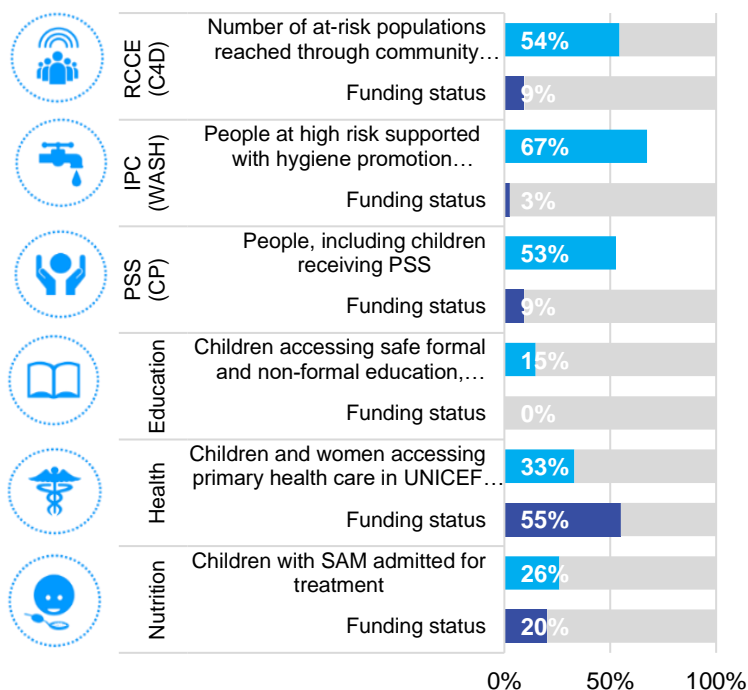 RCCE
(C4D)
Number of at-risk populations
reached through community…
54%
Funding status
9%
IPC
(WASH)
People at high risk supported
with hygiene promotion…
67%
Funding status
3%
PSS
(CP)
People, including children
receiving PSS
53%
Funding status
9%
Education
Children accessing safe formal
and non-formal education,…
15%
Funding status
0%
Health
Children and women accessing
primary health care in UNICEF…
33%
Funding status
55%
Nutrition
Children with SAM admitted for
treatment
26%
Funding status
20%
0% 50% 100%